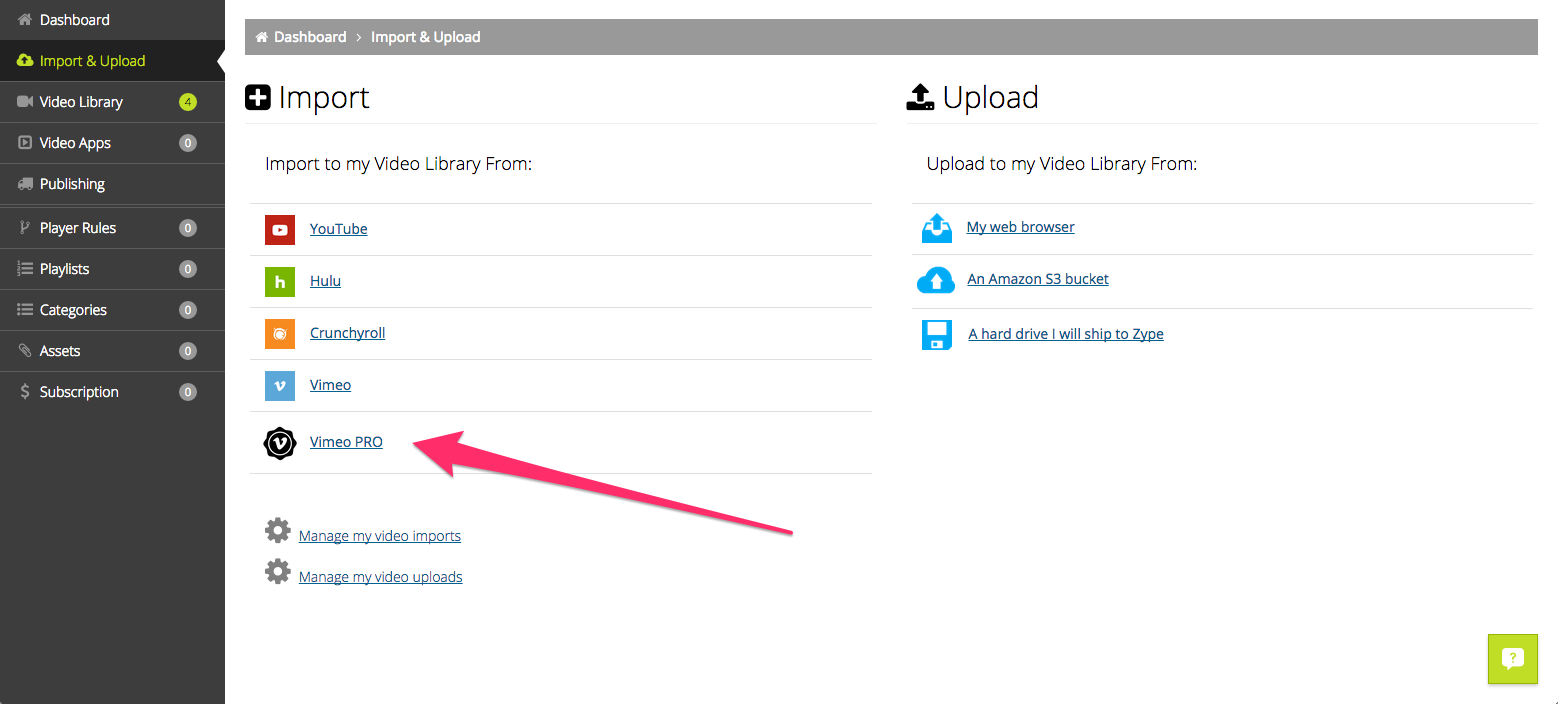 Dashboard
Import & Upload
Video Library 4
Video Apps 0
Publishing
Player Rules 0
Playlists 0
Categories 0
Assets 0
Subscription 0
Dashboard > Import & Upload
Import
Import to my Video Library From:
YouTube
h Hulu
Crunchyroll
Vimeo
Vimeo PRO
Manage my video imports
Manage my video uploads
Upload
Upload to my Video Library From:
My web browser
An Amazon S3 bucket
A hard drive I will ship to Zype
?